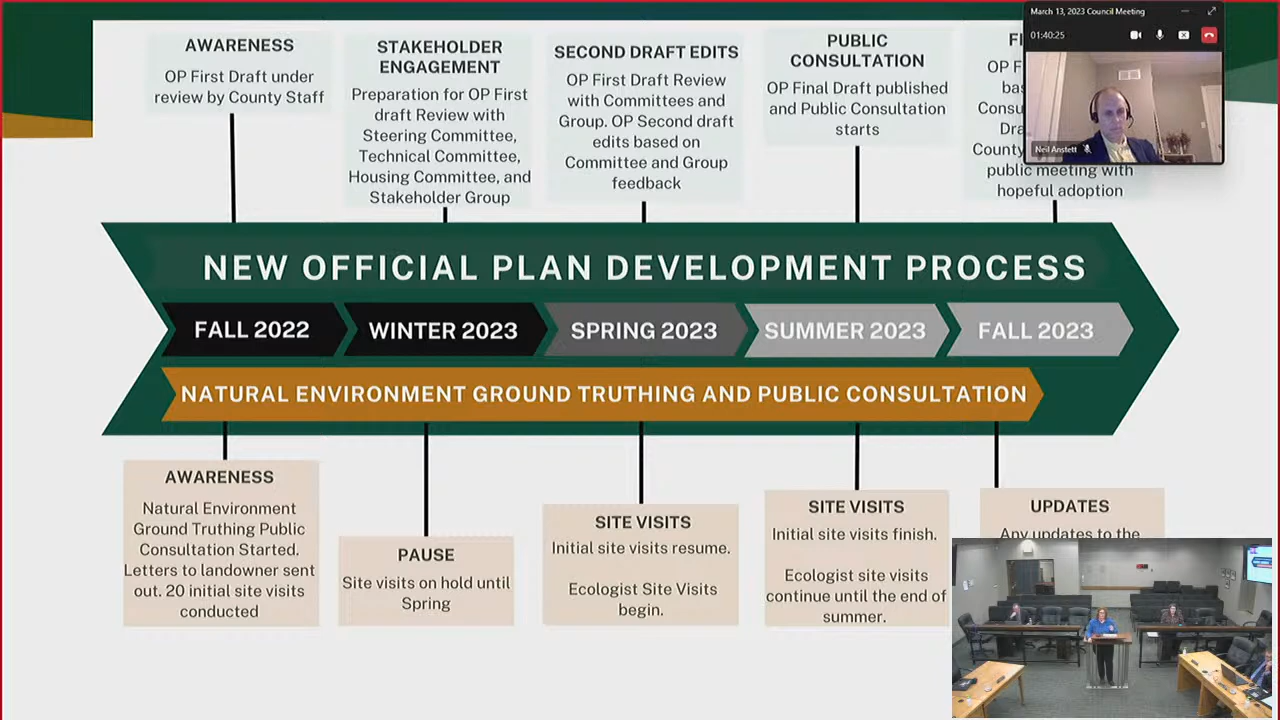 AWARENESS
OP First Draft under
review by County Staff
STAKEHOLDER
ENGAGEMENT
Preparation for OP First
draft Review with
Steering Committee,
Technical Committee,
Housing Committee, and
Stakeholder Group
SECOND DRAFT EDITS
OP First Draft Review
with Committees and
Group. OP Second draft
edits based on
Committee and Group
feedback
PUBLIC
CONSULTATION
OP Final Draft published
and Public Consultation
starts
public meeting with
hopeful adoption
March 13, 2023 Council Meeting
01:40:25
Neil Anstett
NEW OFFICIAL PLAN DEVELOPMENT PROCESS
FALL 2022
WINTER 2023
SPRING 2023
SUMMER 2023
FALL 2023
NATURAL ENVIRONMENT GROUND TRUTHING AND PUBLIC CONSULTATION
AWARENESS
Natural Environment
Ground Truthing Public
Consultation Started.
Letters to landowner sent
out. 20 initial site visits
conducted
PAUSE
Site visits on hold until
Spring
SITE VISITS
Initial site visits resume.
Ecologist Site Visits
begin.
SITE VISITS
Initial site visits finish.
Ecologist site visits
continue until the end of
summer.
UPDATES
Any updates to the